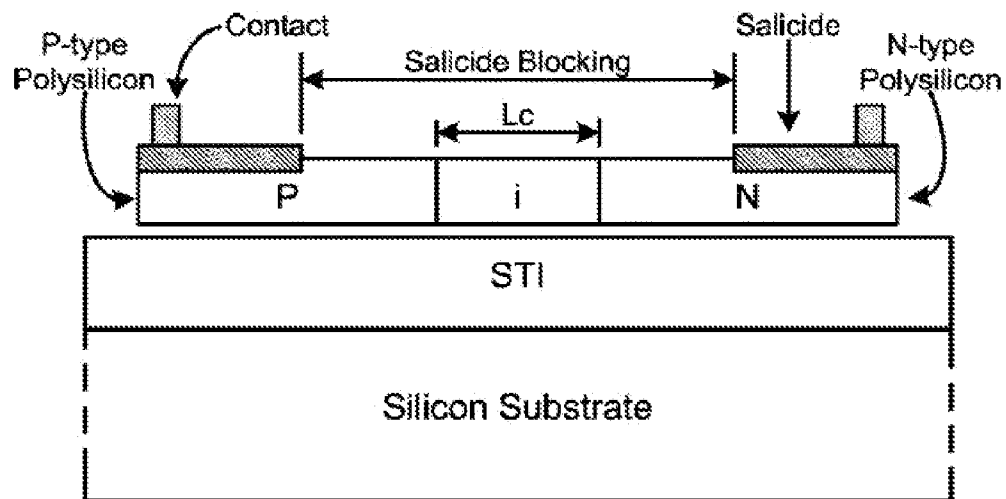 P-type
Polysilicon
Contact
Salicide Blocking
Lc
Salicide
N-type
Polysilicon
P
i
N
STI
Silicon Substrate